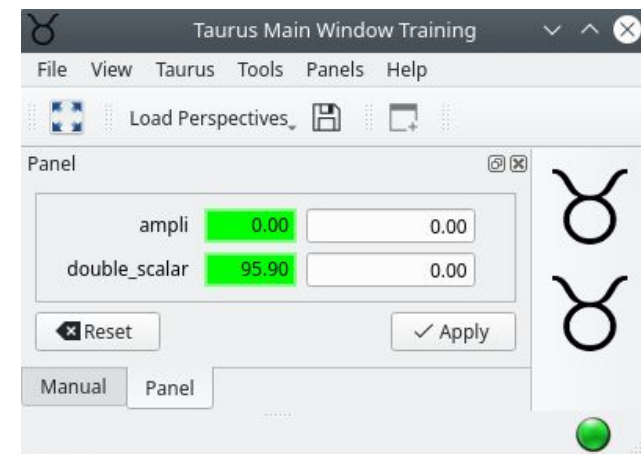 Taurus Main Window Training
File View Taurus Tools Panels Help
Load Perspectives
Panel
ampli 0.00 0.00
double_scalar 95.90 0.00
Reset Apply
Manual Panel